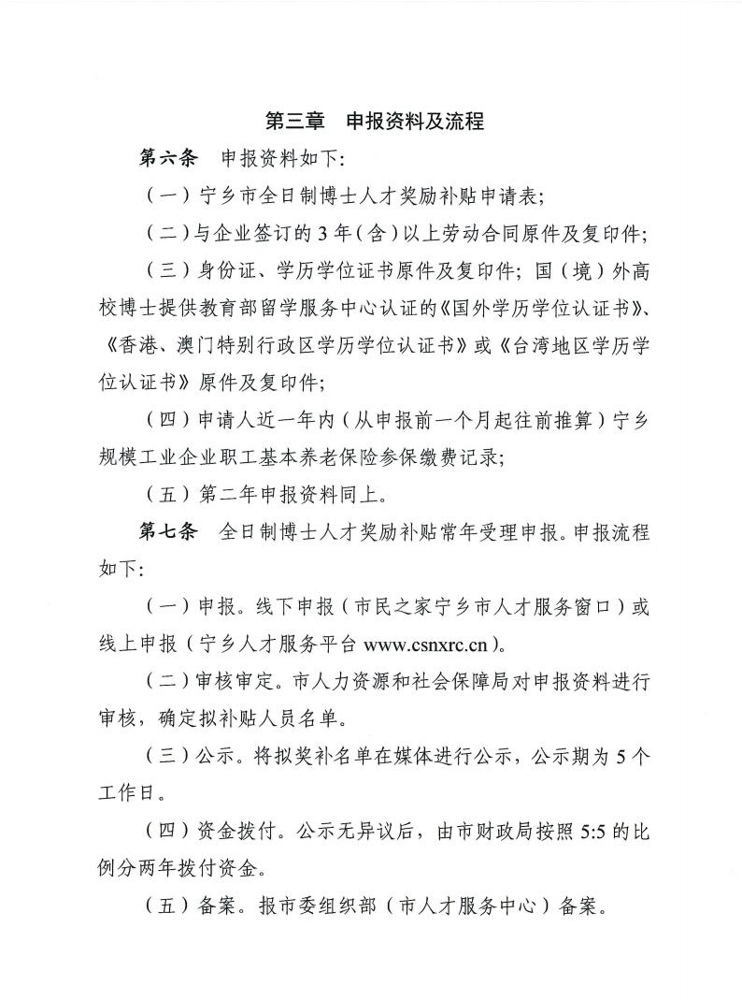 第三章　申报资料及流程
第六条　申报资料如下：
（一）宁乡市全日制博士人才奖励补贴申请表；
（二）与企业签订的 3 年（含）以上劳动合同原件及复印件；
（三）身份证、学历学位证书原件及复印件；国（境）外高
校博士提供教育部留学服务中心认证的《国外学历学位认证书》、
《香港、澳门特别行政区学历学位认证书》或《台湾地区学历学
位认证书》原件及复印件；
（四）申请人近一年内（从申报前一个月起往前推算）宁乡
规模工业企业职工基本养老保险参保缴费记录；
（五）第二年申报资料同上。
第七条　全日制博士人才奖励补贴常年受理申报。申报流程
如下：
（一）申报。线下申报（市民之家宁乡市人才服务窗口）或
线上申报（宁乡人才服务平台 www.csnxrc.cn）。
（二）审核审定。市人力资源和社会保障局对申报资料进行
审核，确定拟补贴人员名单。
（三）公示。将拟奖补名单在媒体进行公示，公示期为 5 个
工作日。
（四）资金拨付。公示无异议后，由市财政局按照 5:5 的比
例分两年拨付资金。
（五）备案。报市委组织部（市人才服务中心）备案。